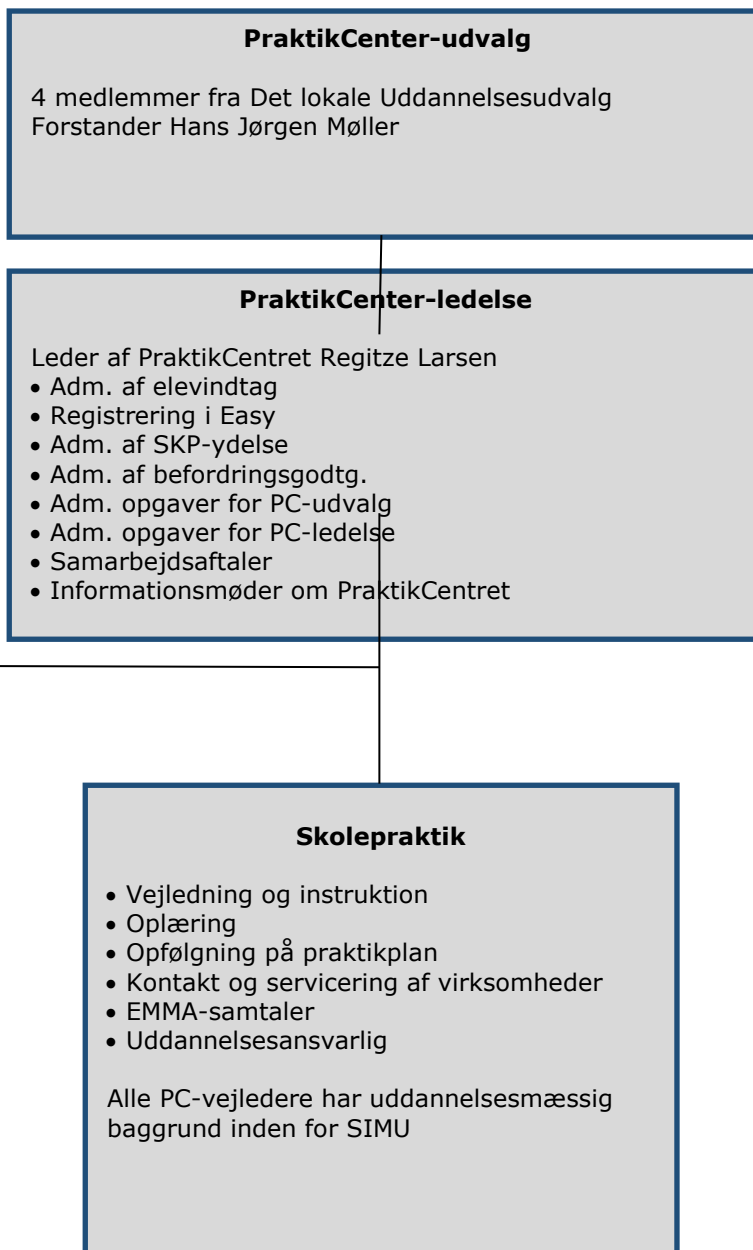 PraktikCenter-udvalg
4 medlemmer fra Det lokale Uddannelsesudvalg
Forstander Hans Jørgen Møller
PraktikCenter-ledelse
Leder af PraktikCentret Regitze Larsen
• Adm. af elevindtag
• Registrering i Easy
• Adm. af SKP-ydelse
• Adm. af befordringsgodtg.
• Adm. opgaver for PC-udvalg
• Adm. opgaver for PC-ledelse
• Samarbejdsaftaler
• Informationsmøder om PraktikCentret
Skolepraktik
• Vejledning og instruktion
• Oplæring
• Opfølgning på praktikplan
• Kontakt og servicering af virksomheder
• EMMA-samtaler
• Uddannelsesansvarlig
Alle PC-vejledere har uddannelsesmæssig
baggrund inden for SIMU